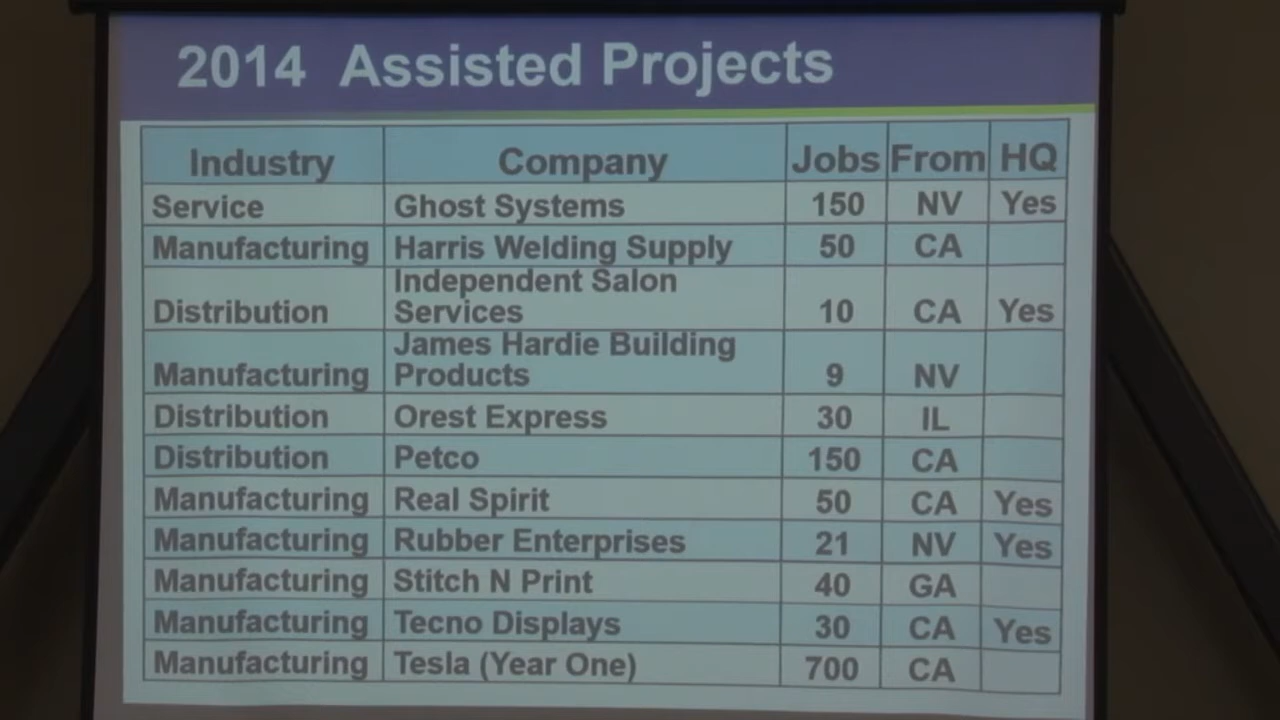 2014 Assisted Projects
Industry Company Jobs From HQ
Service Ghost Systems 150 NV Yes
Manufacturing Harris Welding Supply 50 CA
Independent Salon
Distribution Services 10 CA Yes
James Hardie Building
Manufacturing Products 9 NV
Distribution Orest Express 30 IL
Distribution Petco 150 CA
Manufacturing Real Spirit 50 CA Yes
Manufacturing Rubber Enterprises 21 NV Yes
Manufacturing Stitch N Print 40 GA
Manufacturing Tecno Displays 30 CA Yes
Manufacturing Tesla (Year One) 700 CA